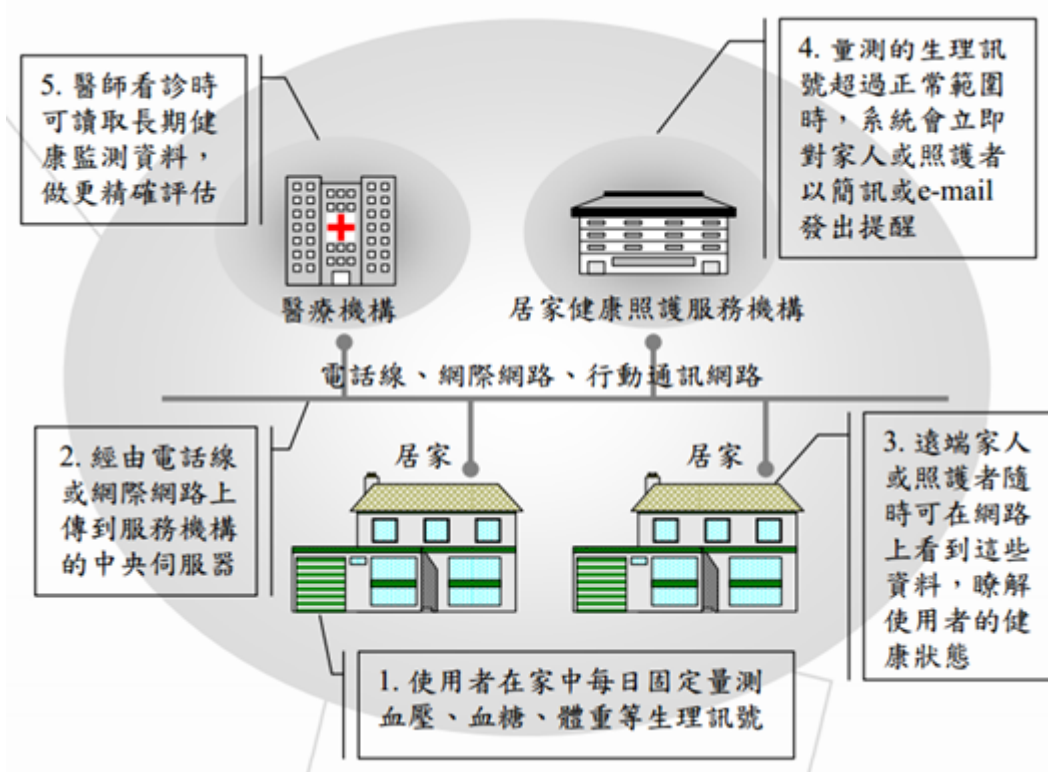 5. 醫師看診時
可讀取長期健
康監測資料，
做更精確評估
4. 量測的生理訊
號超過正常範圍
時，系統會立即
對家人或照護者
以簡訊或e-mail
發出提醒
醫療機構
居家健康照護服務機構
電話線、網際網路、行動通訊網路
2. 經由電話線
或網際網路上
傳到服務機構
的中央伺服器
居家
居家
3. 遠端家人
或照護者隨
時可在網路
上看到這些
資料，瞭解
使用者的健
康狀態
1. 使用者在家中每日固定量測
血壓、血糖、體重等生理訊號